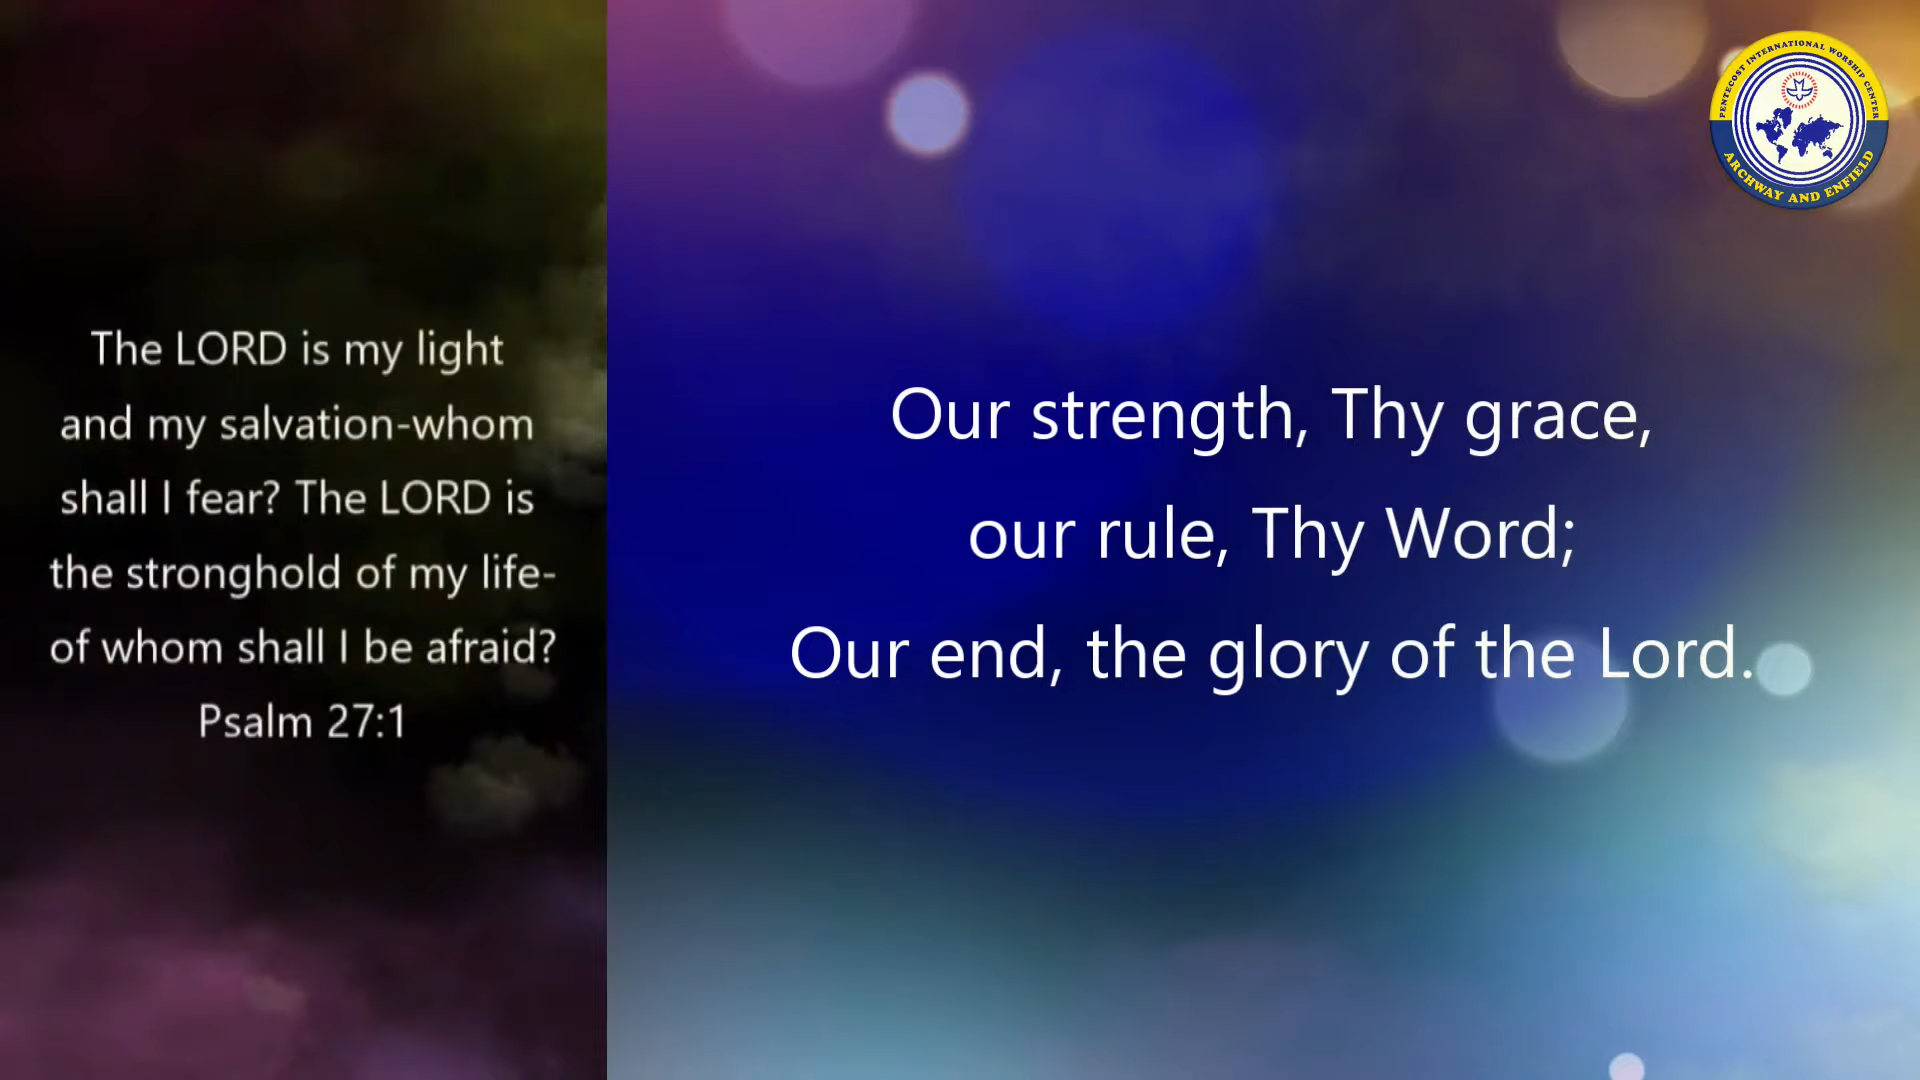 The LORD is my light
and my salvation-whom
shall I fear? The LORD is
the stronghold of my life-
of whom shall I be afraid?
Psalm 27:1
Our strength, Thy grace,
our rule, Thy Word;
Our end, the glory of the Lord.
PENTECOST INTERNATIONAL WORSHIP CENTER
ARCHWAY AND ENFIELD